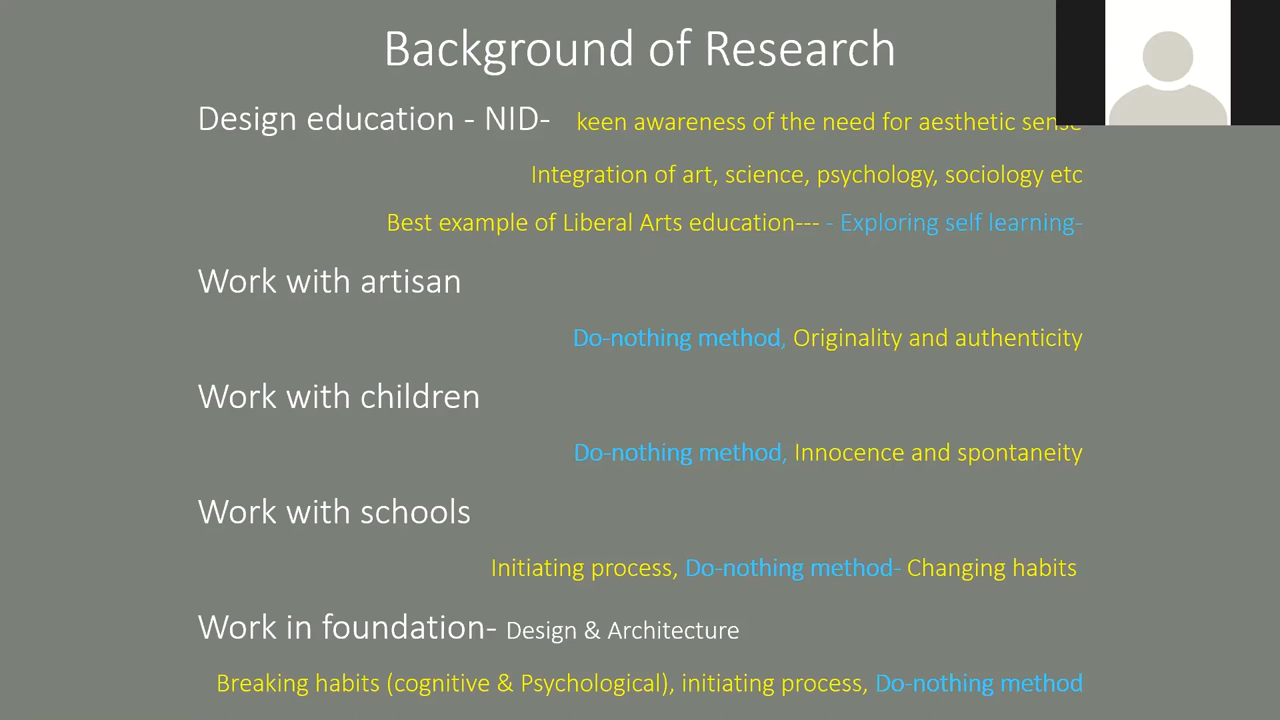 Background of Research
Design education - NID- keen awareness of the need for aesthetic sense
Integration of art, science, psychology, sociology etc
Best example of Liberal Arts education--- - Exploring self learning-
Work with artisan
Do-nothing method, Originality and authenticity
Work with children
Do-nothing method, Innocence and spontaneity
Work with schools
Initiating process, Do-nothing method- Changing habits
Work in foundation- Design & Architecture
Breaking habits (cognitive & Psychological), initiating process, Do-nothing method